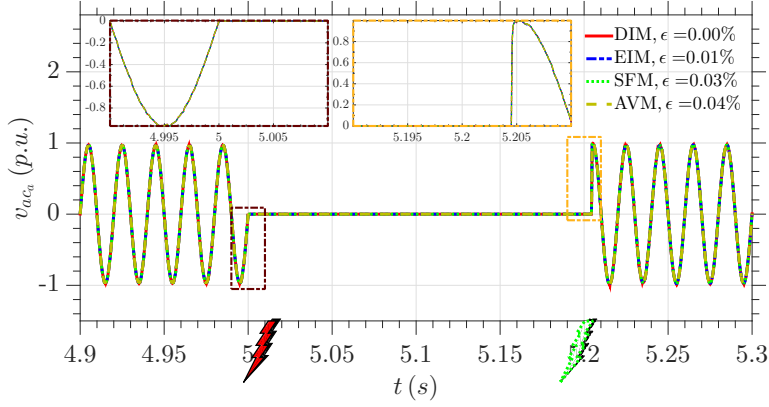 0
-0.2
-0.4
-0.6
-0.8
4.995 5 5.005
0.8
0.6
0.4
0.2
0
5.195 5.2 5.205
DIM, ϵ =0.00%
EIM, ϵ =0.01%
SFM, ϵ =0.03%
AVM, ϵ =0.04%
2
1
0
-1
v_{ac_a} (p.u.)
4.9 4.95 5.05 5.1 5.15 5.2 5.25 5.3
t (s)